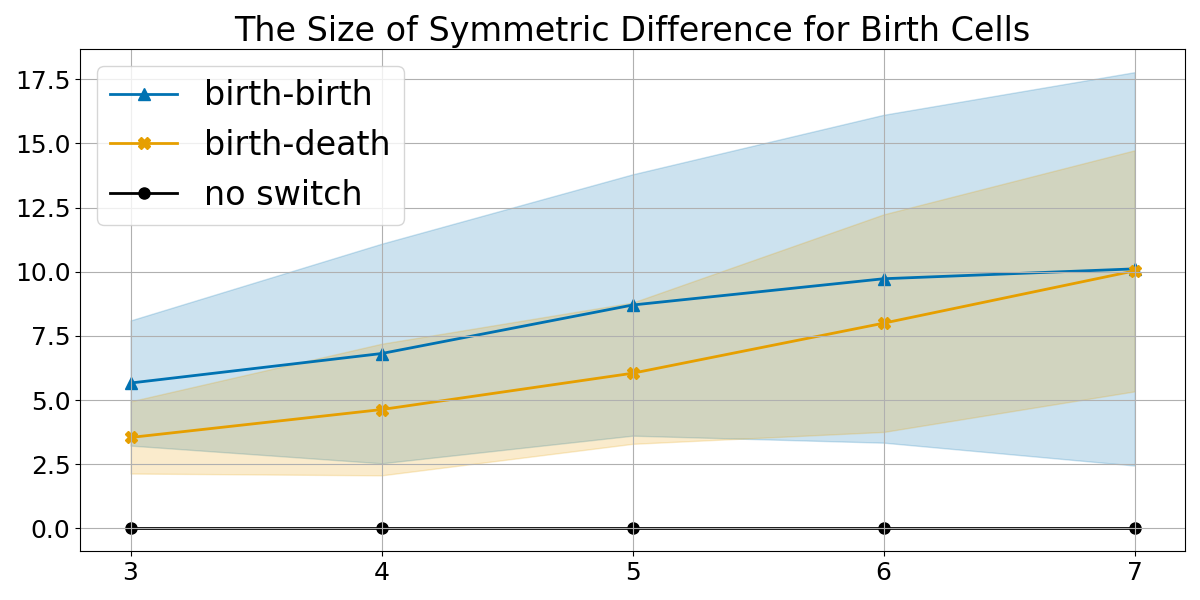 The Size of Symmetric Difference for Birth Cells
17.5
15.0
12.5
10.0
7.5
5.0
2.5
0.0
birth-birth
birth-death
no switch
3 4 5 6 7